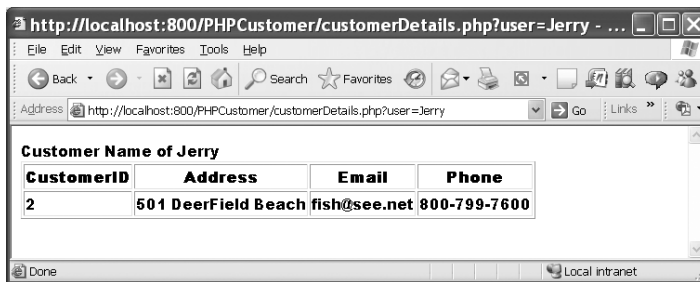 http://localhost:800/PHPCustomer/customerDetails.php?user=Jerry - ...
File Edit View Favorites Tools Help
Back Search Favorites
Address http://localhost:800/PHPCustomer/customerDetails.php?user=Jerry Go Links »
Customer Name of Jerry
CustomerID Address Email Phone
2 501 DeerField Beach fish@see.net 800-799-7600
Done Local intranet